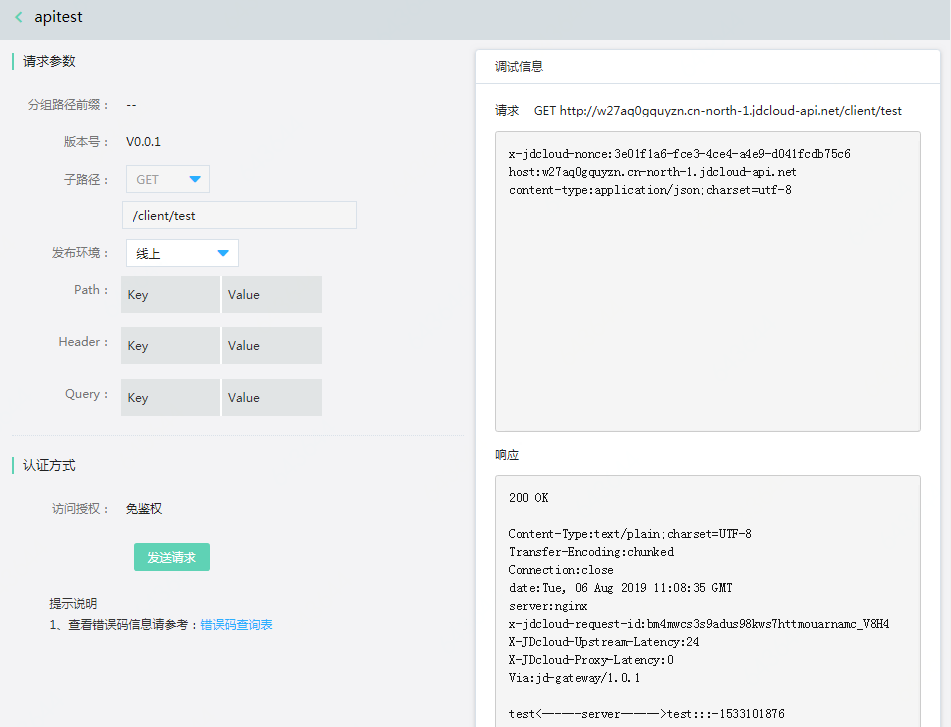 apitest
请求参数
分组路径前缀： --
版本号： V0.0.1
子路径： GET
/client/test
发布环境： 线上
Path： Key Value
Header： Key Value
Query： Key Value
认证方式
访问授权： 免鉴权
发送请求
提示说明
1、查看错误码信息请参考：错误码查询表
调试信息
请求 GET http://w27aq0gquyzn.cn-north-1.jdcloud-api.net/client/test
x-jdcloud-nonce:3e01f1a6-fce3-4ce4-a4e9-d041fcdb75c6
host:w27aq0gquyzn.cn-north-1.jdcloud-api.net
content-type:application/json;charset=utf-8
响应
200 OK
Content-Type:text/plain;charset=UTF-8
Transfer-Encoding:chunked
Connection:close
date:Tue, 06 Aug 2019 11:08:35 GMT
server:nginx
x-jdcloud-request-id:bm4mwcs3s9adus98kws7httmouarnamc_V8H4
X-JDcloud-Upstream-Latency:24
X-JDcloud-Proxy-Latency:0
Via:jd-gateway/1.0.1
test<------server------>test:::-1533101876